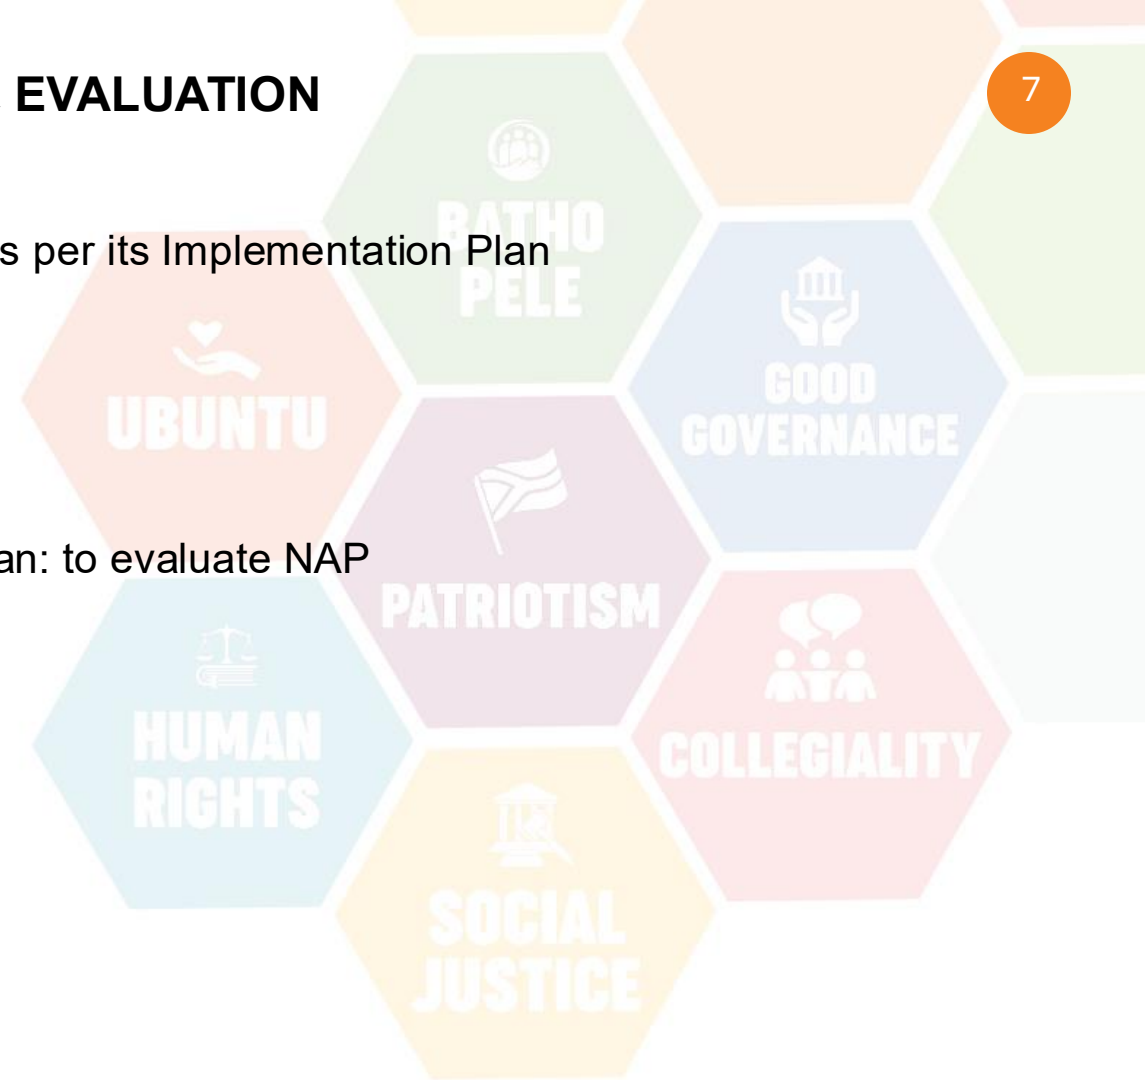 EVALUATION
7
s per its Implementation Plan
an: to evaluate NAP
BATHO
PELE
UBUNTU
GOOD
GOVERNANCE
PATRIOTISM
HUMAN
RIGHTS
COLLEGIALITY
SOCIAL
JUSTICE